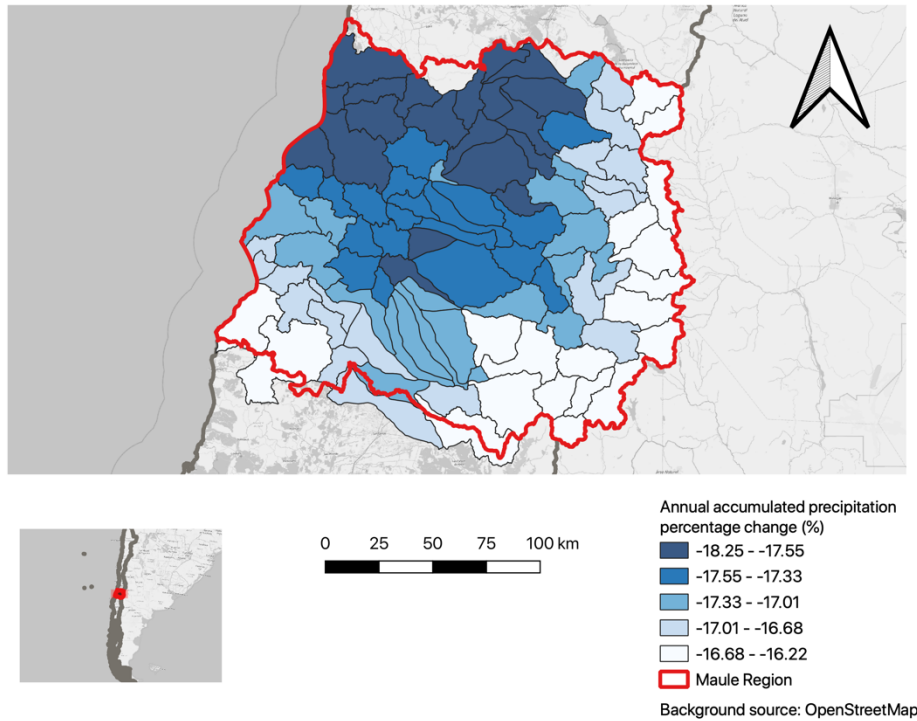 0 25 50 75 100 km
Annual accumulated precipitation
percentage change (%)
-18.25 - -17.55
-17.55 - -17.33
-17.33 - -17.01
-17.01 - -16.68
-16.68 - -16.22
Maule Region
Background source: OpenStreetMap